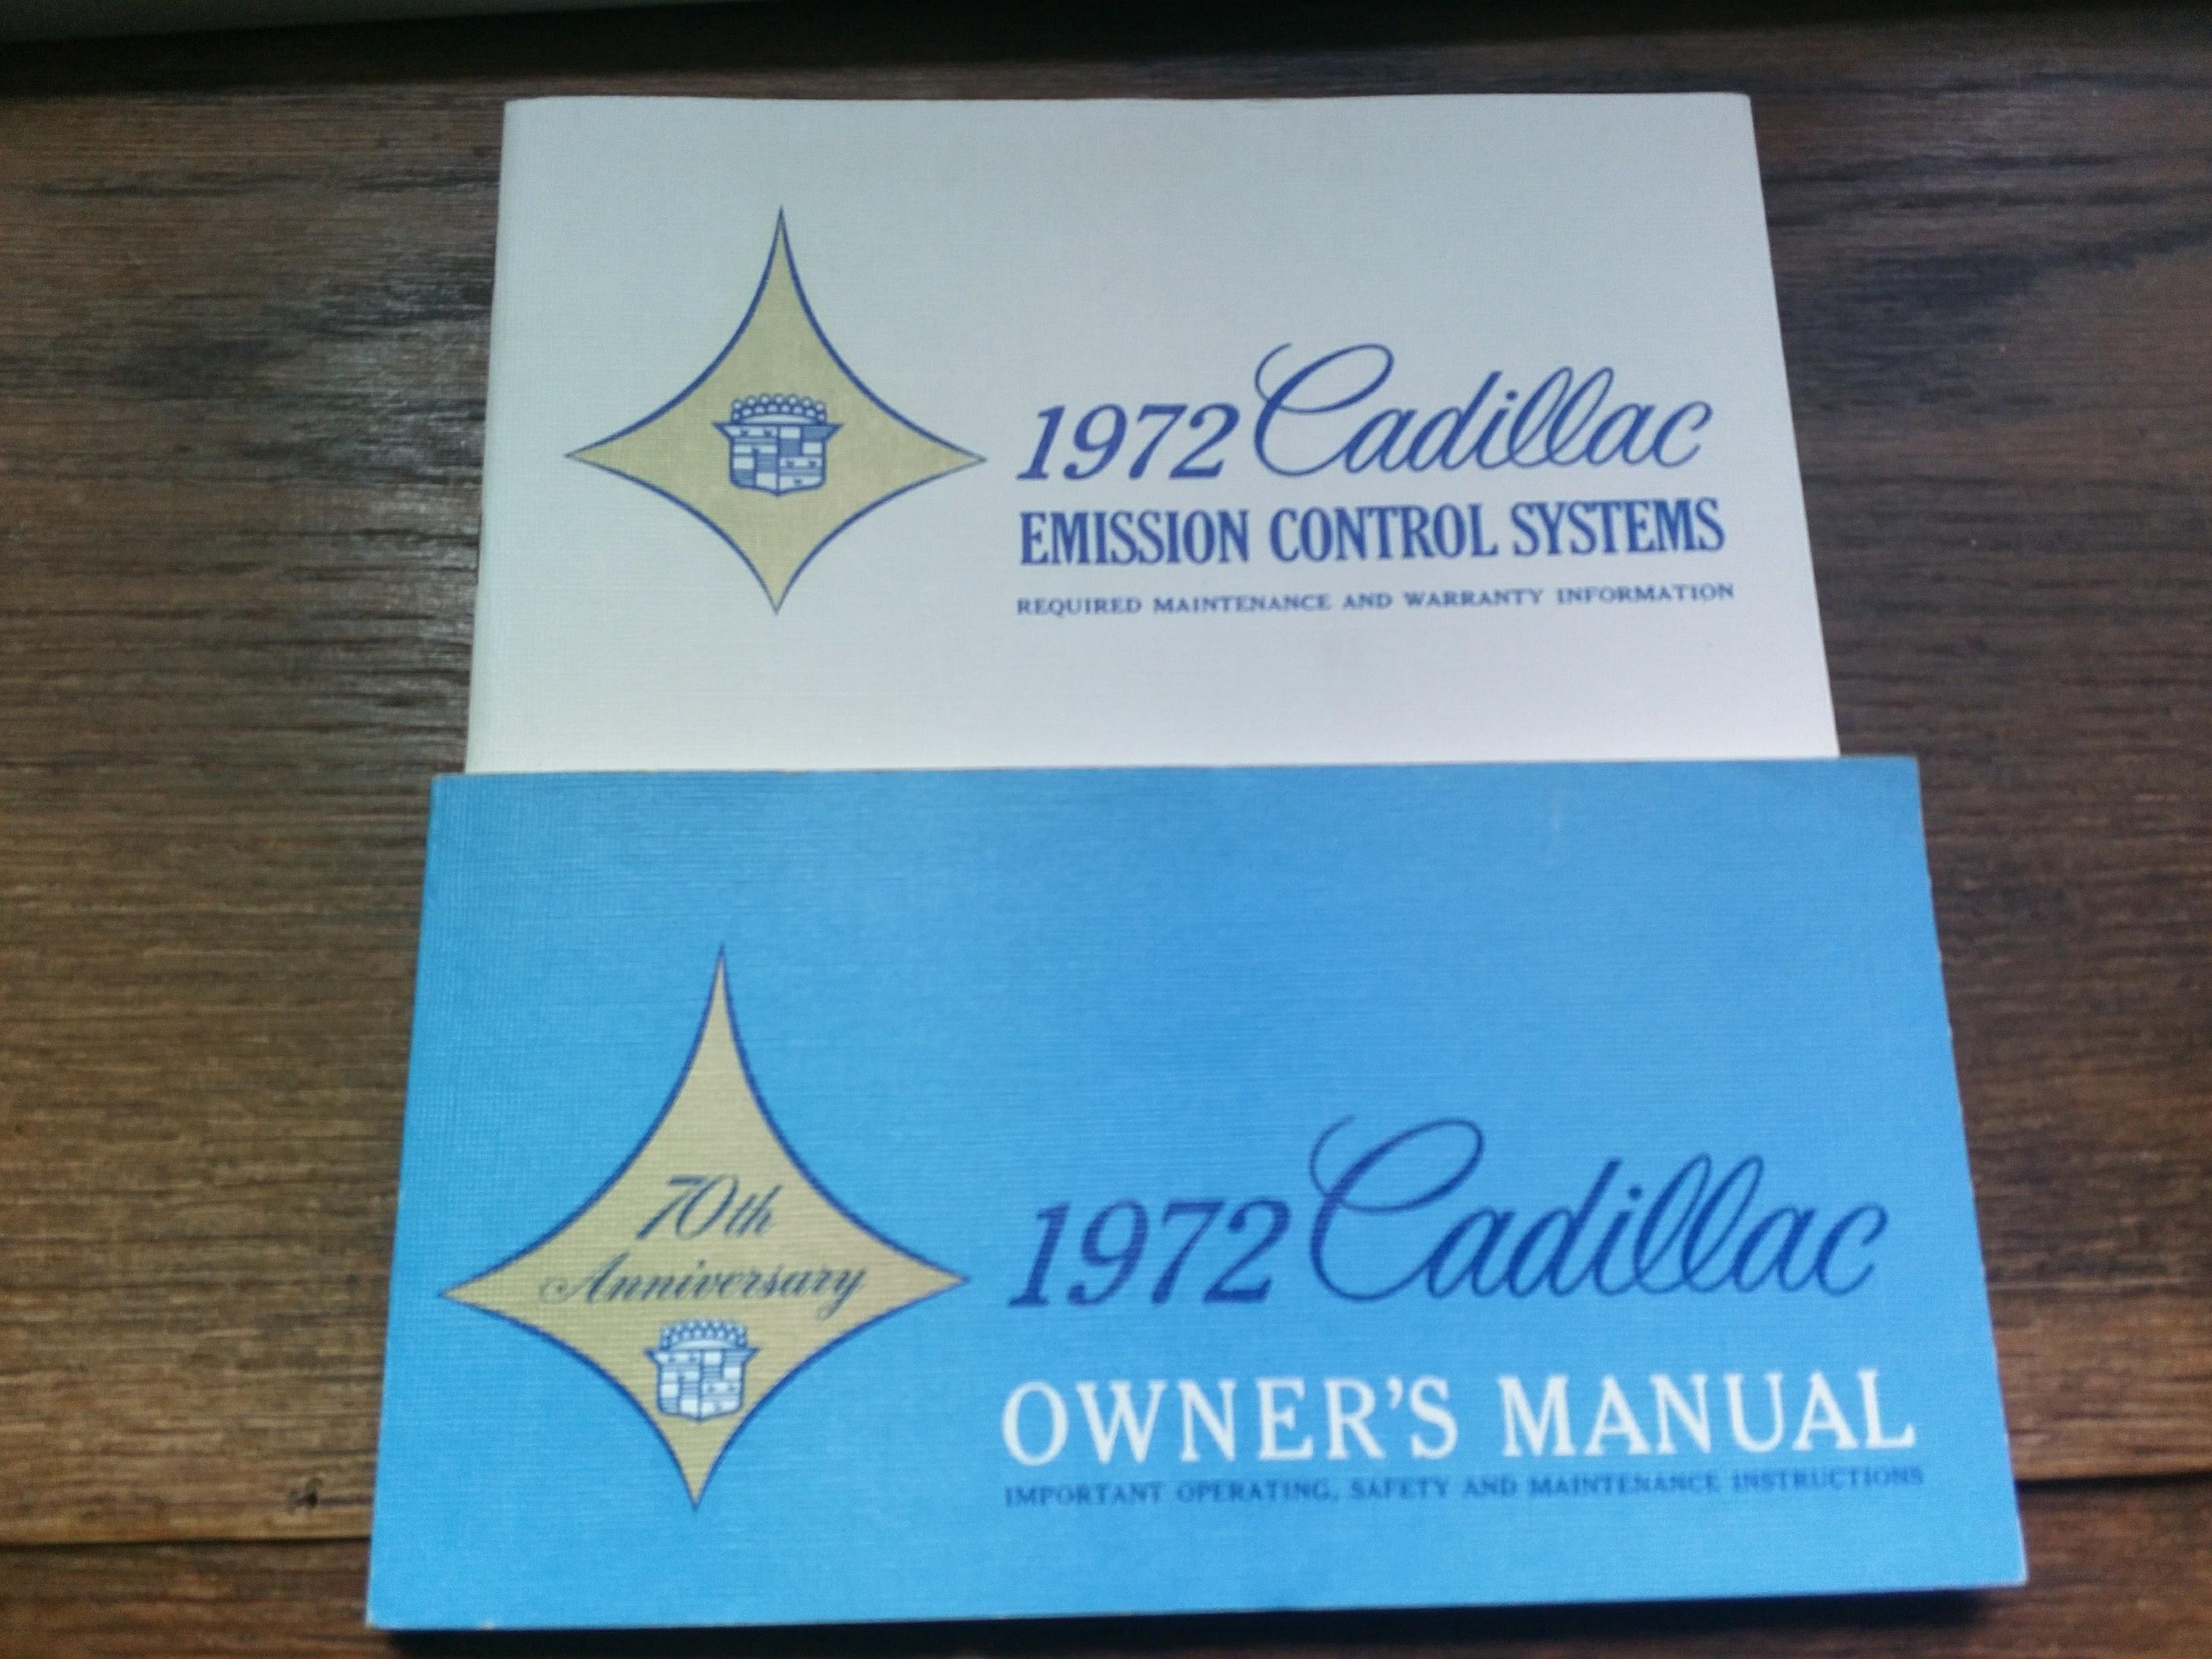 1972 Cadillac
EMISSION CONTROL SYSTEMS
REQUIRED MAINTENANCE AND WARRANTY INFORMATION
70th
Anniversary
1972 Cadillac
OWNER'S MANUAL
IMPORTANT OPERATING, SAFETY AND MAINTENANCE INSTRUCTIONS